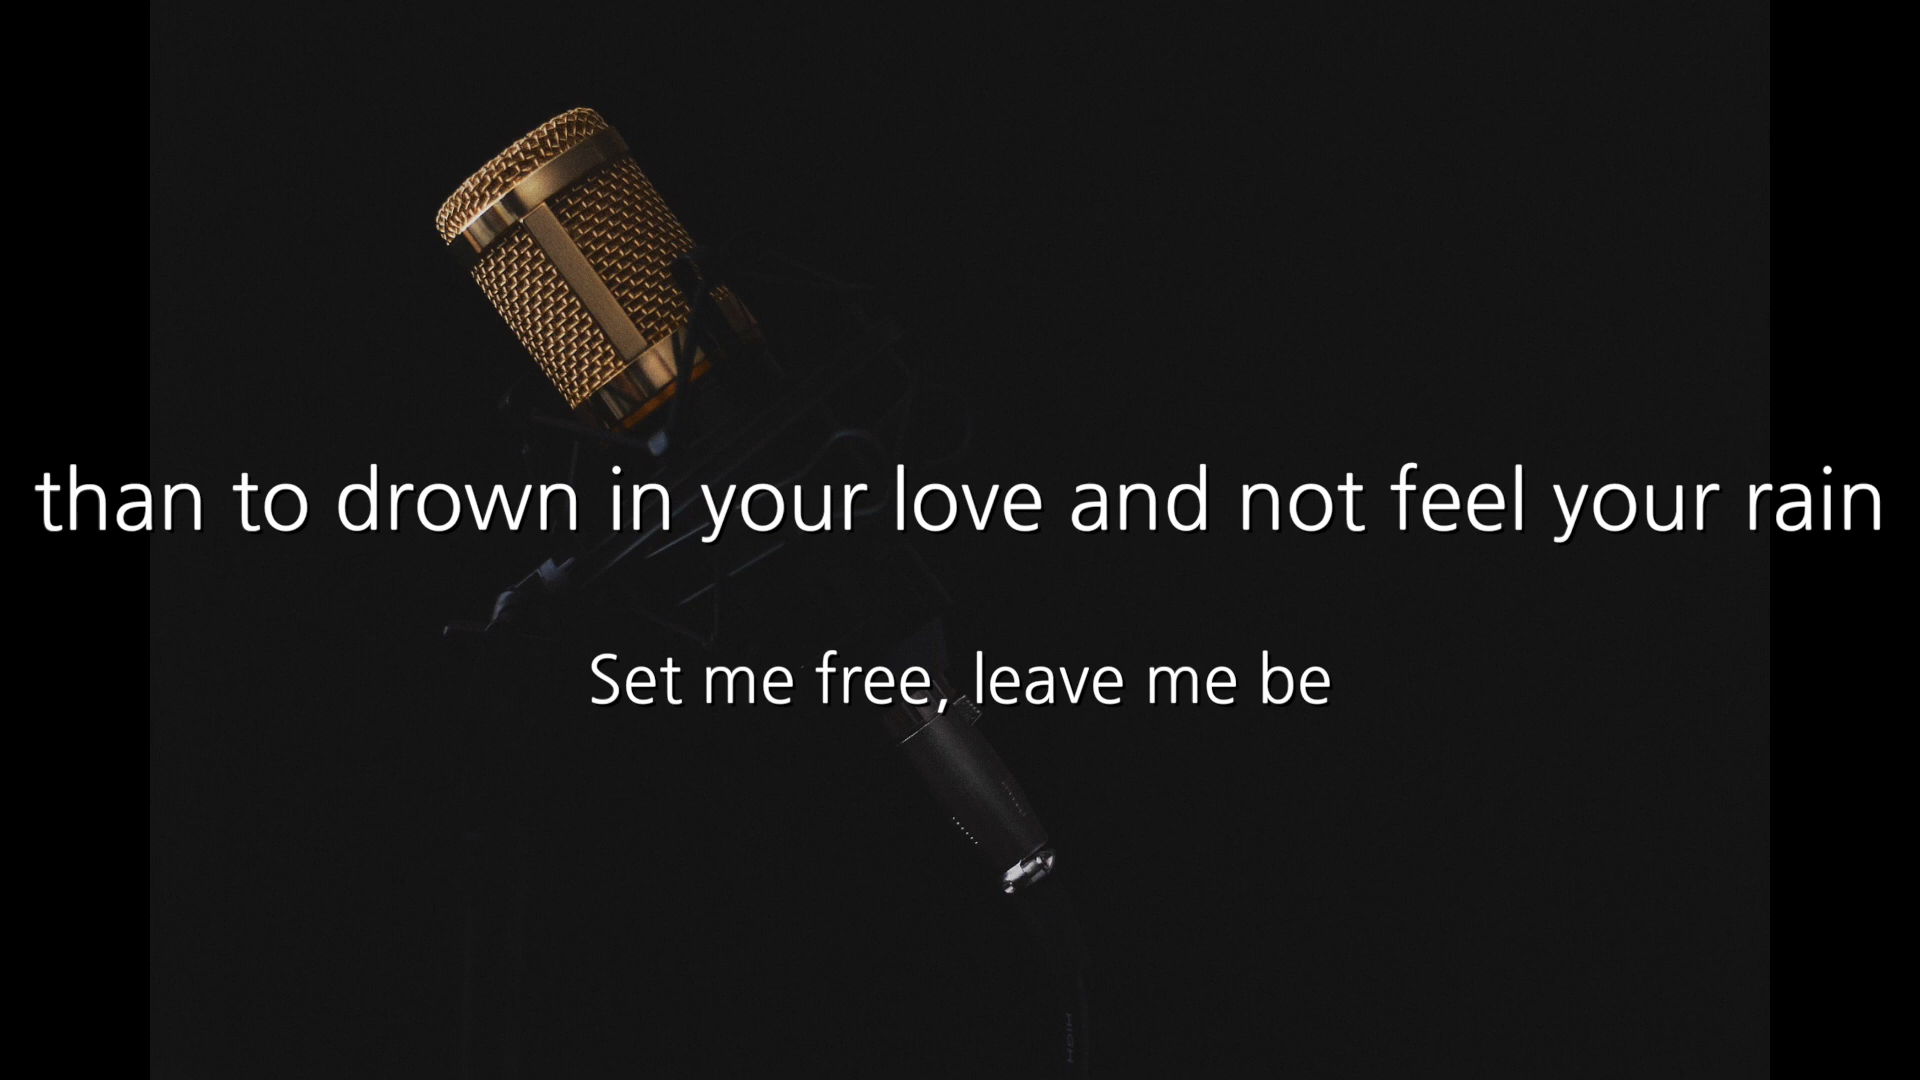 than to drown in your love and not feel your rain
Set me free, leave me be